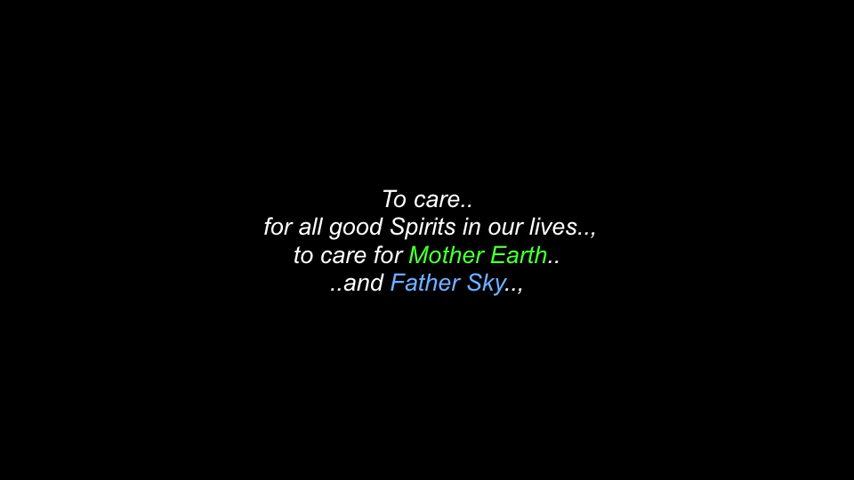 To care..
for all good Spirits in our lives..,
to care for Mother Earth..
..and Father Sky..,